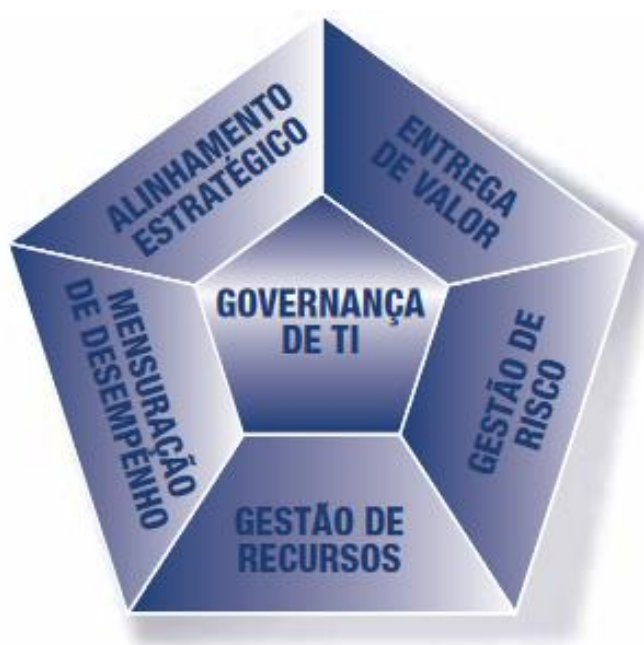 ALINHAMENTO
ESTRATÉGICO
ENTREGA
DE VALOR
GOVERNANÇA
DE TI
MENSURAÇÃO
DE DESEMPENHO
GESTÃO DE
RISCO
GESTÃO DE
RECURSOS